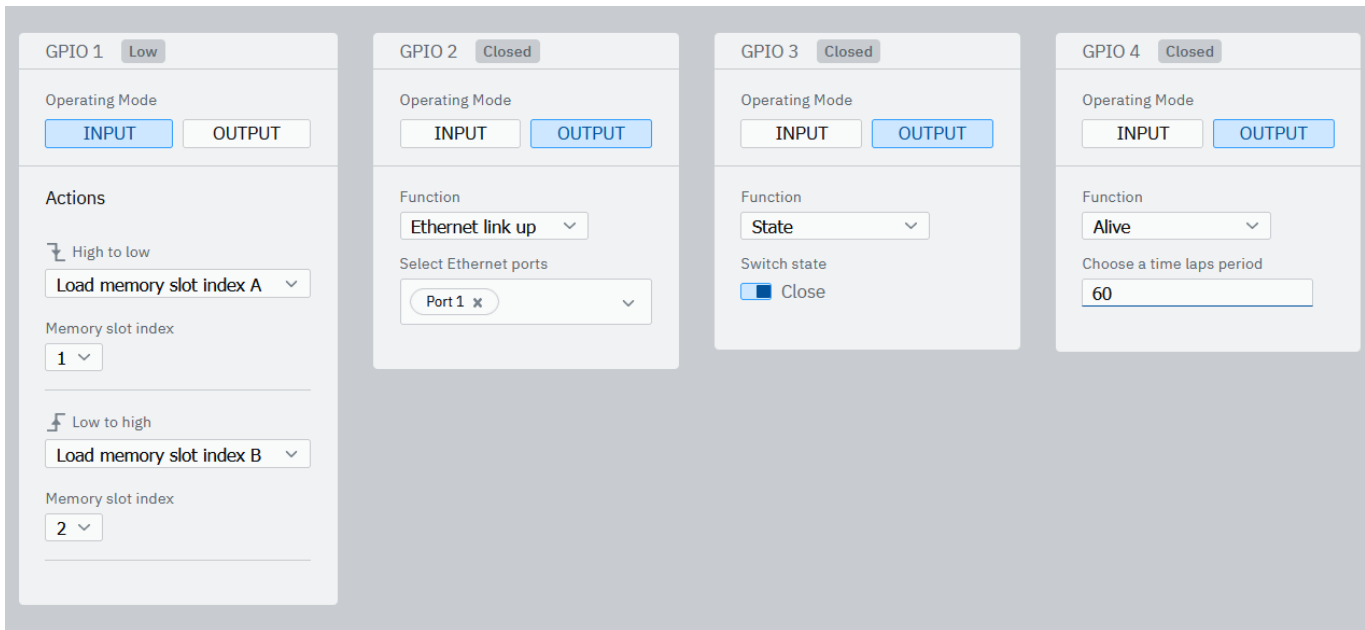 GPIO 1 Low
Operating Mode
INPUT OUTPUT
Actions
High to low
Load memory slot index A
Memory slot index
1
Low to high
Load memory slot index B
Memory slot index
2
GPIO 2 Closed
Operating Mode
INPUT OUTPUT
Function
Ethernet link up
Select Ethernet ports
Port 1 x
GPIO 3 Closed
Operating Mode
INPUT OUTPUT
Function
State
Switch state
Close
GPIO 4 Closed
Operating Mode
INPUT OUTPUT
Function
Alive
Choose a time laps period
60